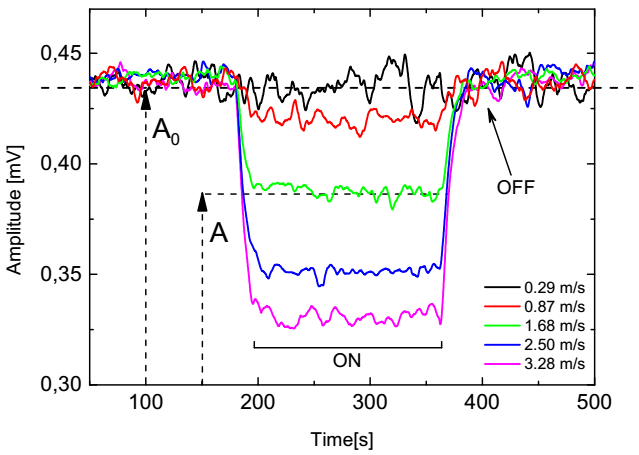 0,45
0,40
0,35
0,30
Amplitude [mV]
A₀
A
OFF
ON
0.29 m/s
0.87 m/s
1.68 m/s
2.50 m/s
3.28 m/s
100
200
300
400
500
Time[s]